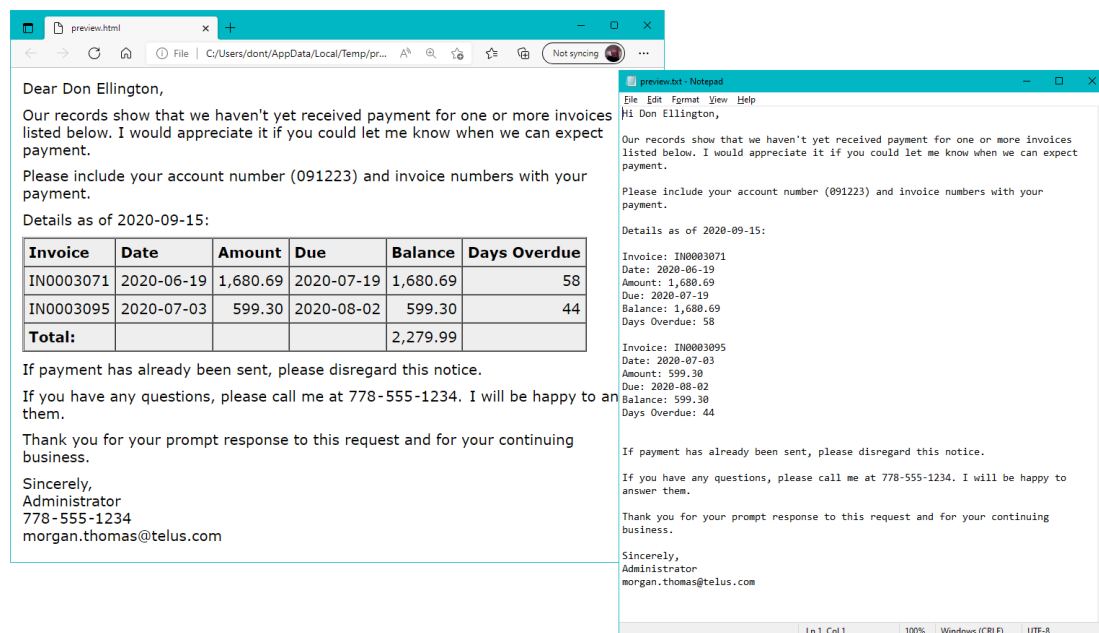 preview.html
File
C:/Users/dont/AppData/Local/Temp/pr...
Not syncing
Dear Don Ellington,
Our records show that we haven't yet received payment for one or more invoices
listed below. I would appreciate it if you could let me know when we can expect
payment.
Please include your account number (091223) and invoice numbers with your
payment.
Details as of 2020-09-15:
Invoice Date Amount Due Balance Days Overdue
IN0003071 2020-06-19 1,680.69 2020-07-19 1,680.69 58
IN0003095 2020-07-03 599.30 2020-08-02 599.30 44
Total: 2,279.99
If payment has already been sent, please disregard this notice.
If you have any questions, please call me at 778-555-1234. I will be happy to an
them.
Thank you for your prompt response to this request and for your continuing
business.
Sincerely,
Administrator
778-555-1234
morgan.thomas@telus.com
preview.txt - Notepad
File Edit Format View Help
Hi Don Ellington,
Our records show that we haven't yet received payment for one or more invoices
listed below. I would appreciate it if you could let me know when we can expect
payment.
Please include your account number (091223) and invoice numbers with your
payment.
Details as of 2020-09-15:
Invoice: IN0003071
Date: 2020-06-19
Amount: 1,680.69
Due: 2020-07-19
Balance: 1,680.69
Days Overdue: 58
Invoice: IN0003095
Date: 2020-07-03
Amount: 599.30
Due: 2020-08-02
Balance: 599.30
Days Overdue: 44
If payment has already been sent, please disregard this notice.
If you have any questions, please call me at 778-555-1234. I will be happy to
answer them.
Thank you for your prompt response to this request and for your continuing
business.
Sincerely,
Administrator
morgan.thomas@telus.com
Ln 1, Col 1 100% Windows (CRLF) UTF-8